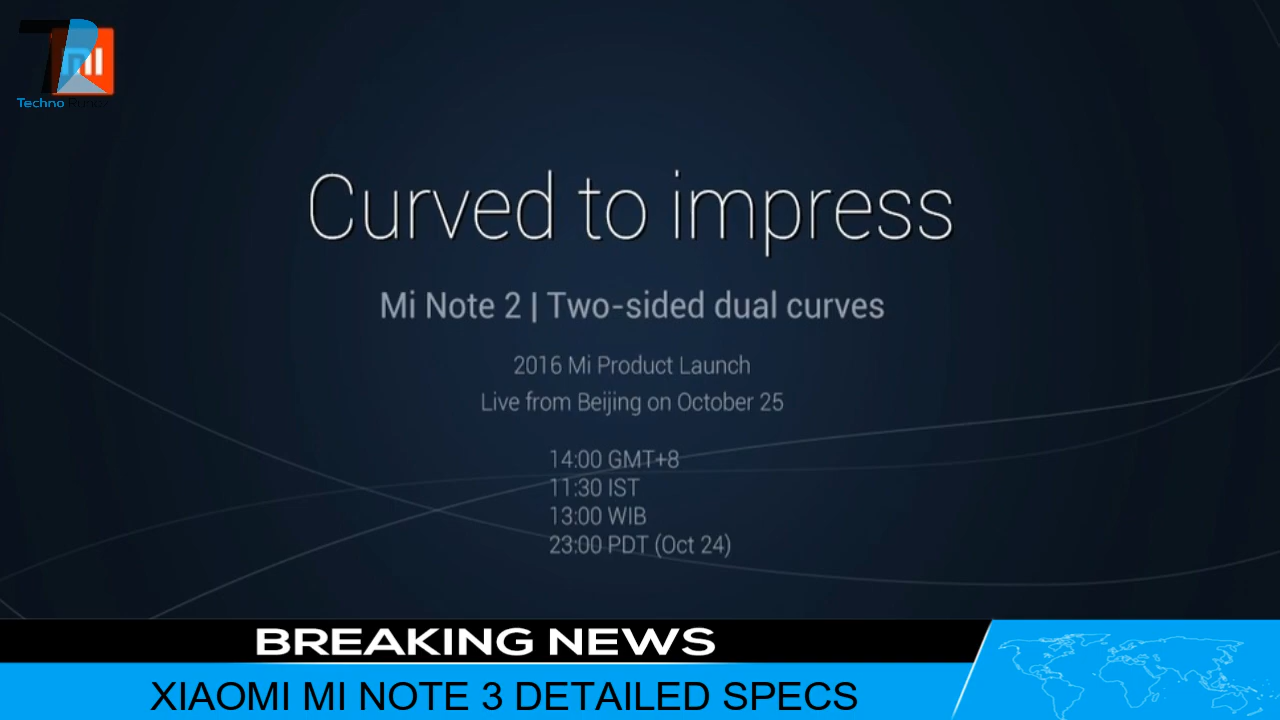 Techno
Curved to impress
Mi Note 2 | Two-sided dual curves
2016 Mi Product Launch
Live from Beijing on October 25
14:00 GMT+8
11:30 IST
13:00 WIB
23:00 PDT (Oct 24)
BREAKING NEWS
XIAOMI MI NOTE 3 DETAILED SPECS